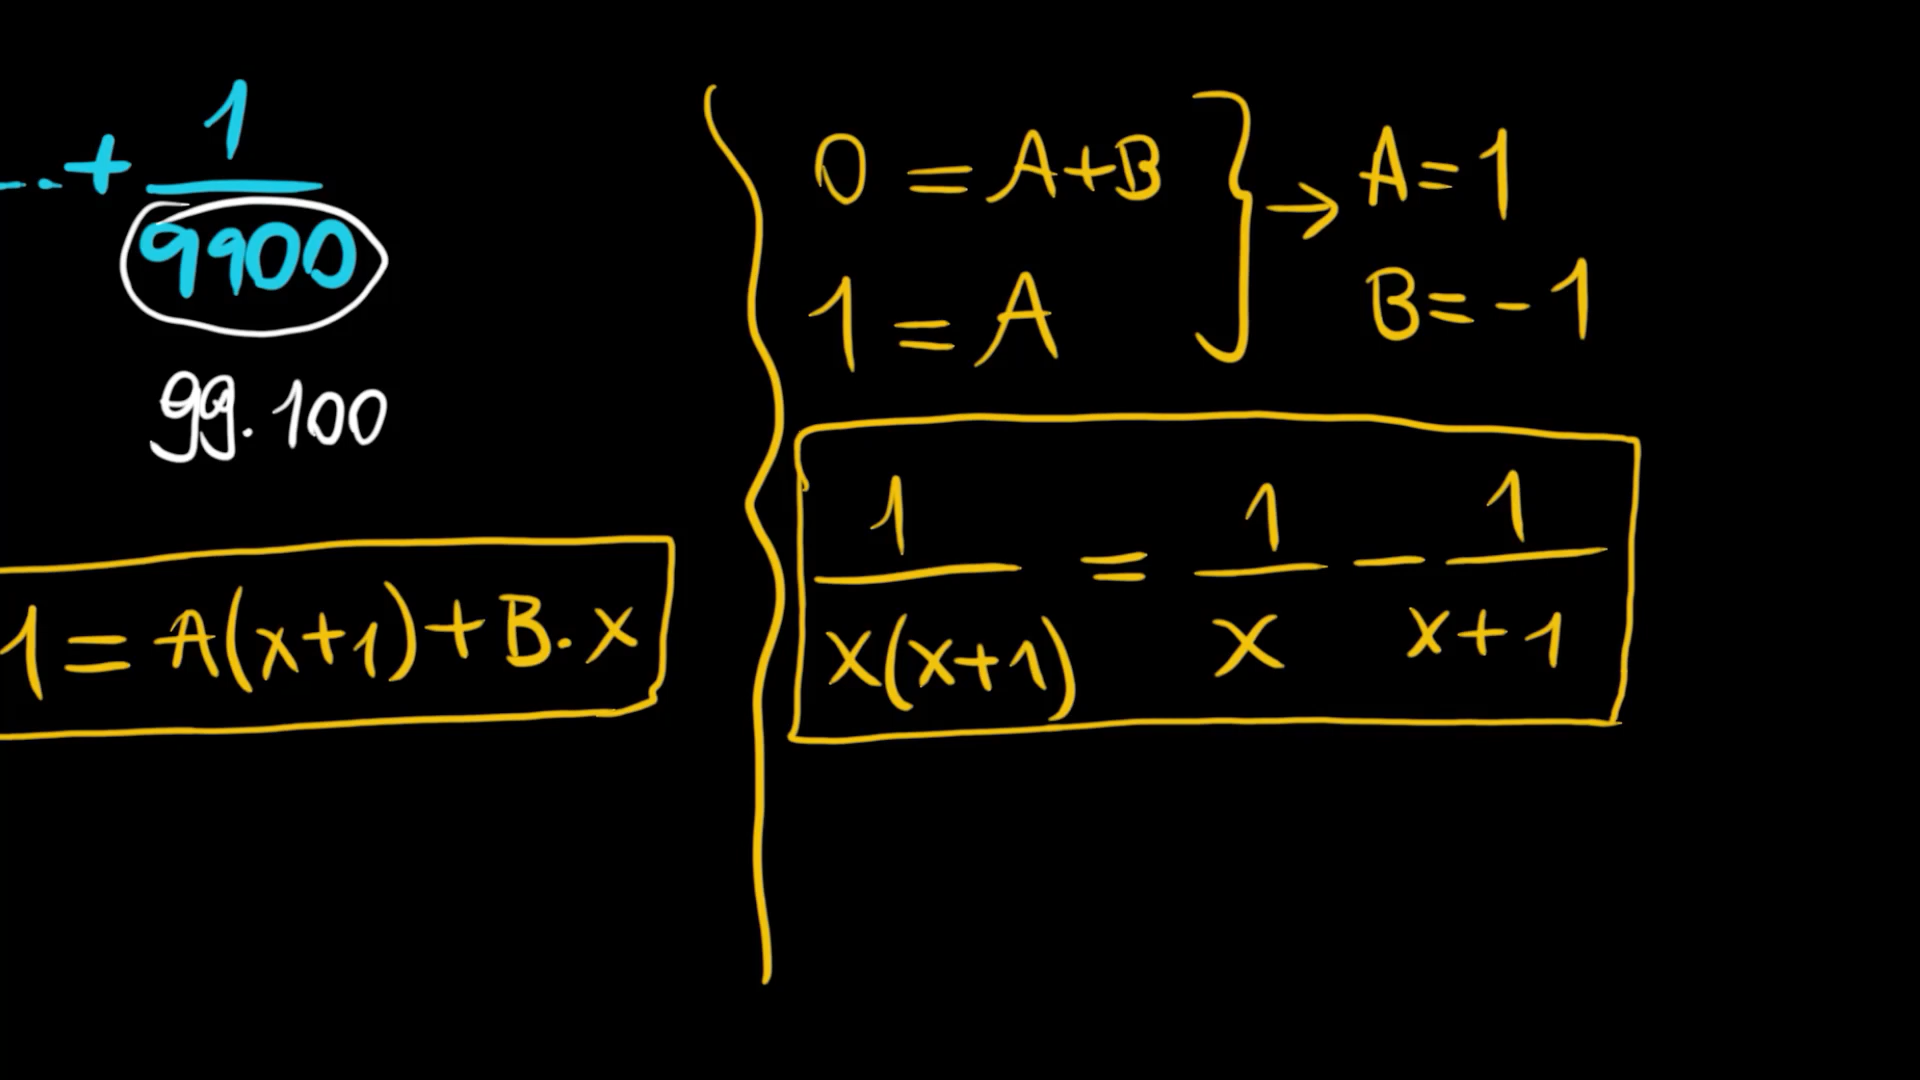 ...+ 1/9900
99.100
1 = A(x+1)+B.x
0 = A+B
1 = A
→ A=1
B=-1
1/x(x+1) = 1/x - 1/x+1